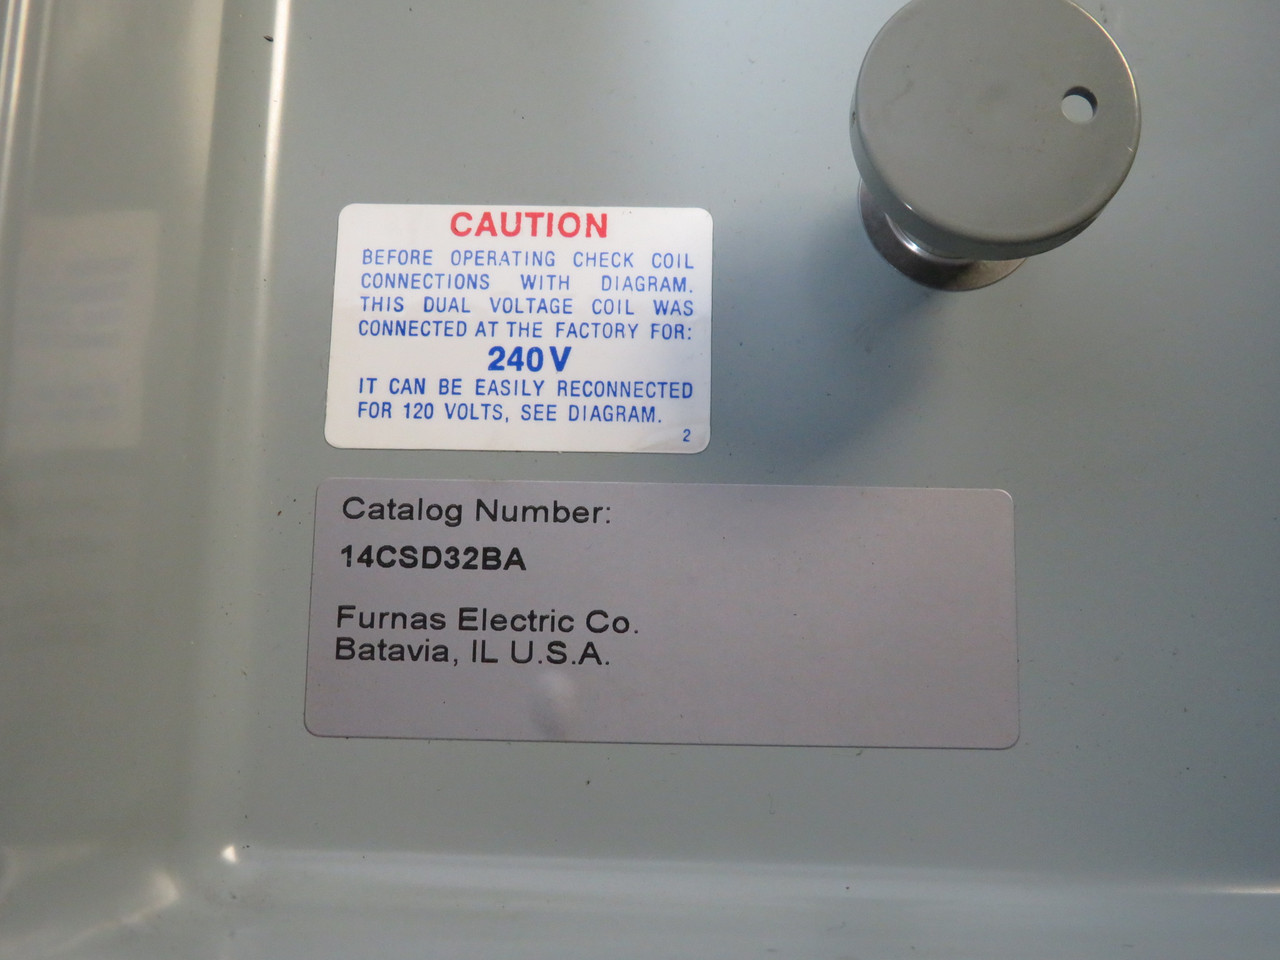 CAUTION
BEFORE OPERATING CHECK COIL
CONNECTIONS WITH DIAGRAM.
THIS DUAL VOLTAGE COIL WAS
CONNECTED AT THE FACTORY FOR:
240V
IT CAN BE EASILY RECONNECTED
FOR 120 VOLTS, SEE DIAGRAM.
2
Catalog Number:
14CSD32BA
Furnas Electric Co.
Batavia, IL U.S.A.